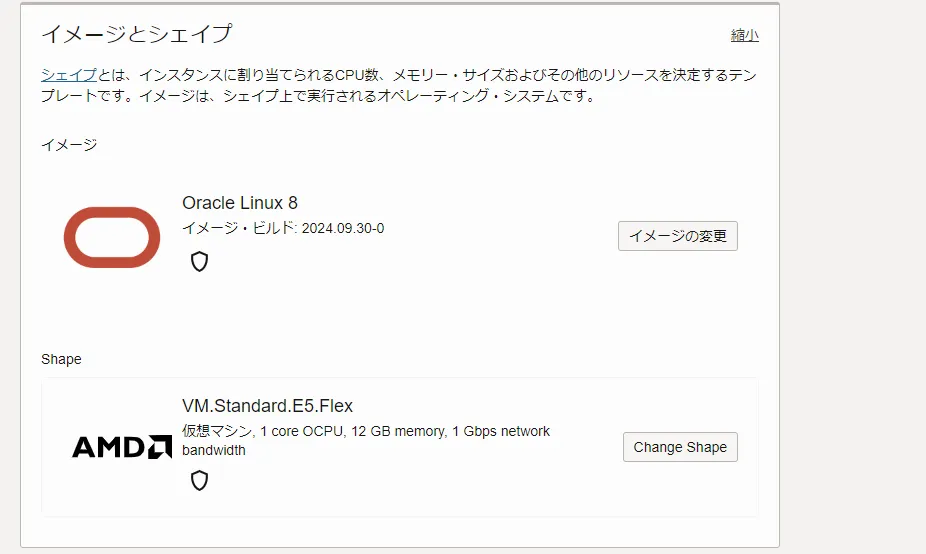 イメージとシェイプ
縮小
シェイプとは、インスタンスに割り当てられるCPU数、メモリー・サイズおよびその他のリソースを決定するテン
プレートです。イメージは、シェイプ上で実行されるオペレーティング・システムです。
イメージ
Oracle Linux 8
イメージ・ビルド: 2024.09.30-0
イメージの変更
Shape
VM.Standard.E5.Flex
AMD
仮想マシン, 1 core OCPU, 12 GB memory, 1 Gbps network
bandwidth
Change Shape